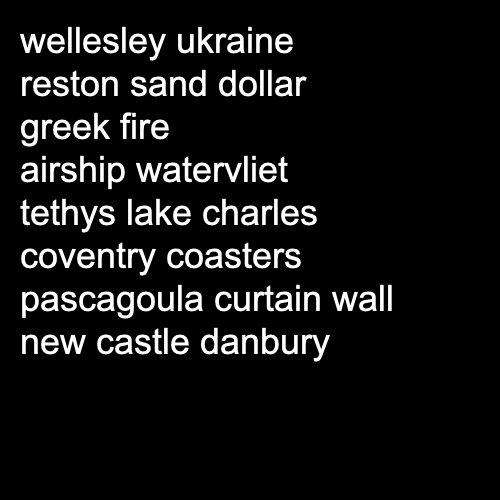 wellesley ukraine
reston sand dollar
greek fire
airship watervliet
tethys lake charles
coventry coasters
pascagoula curtain wall
new castle danbury